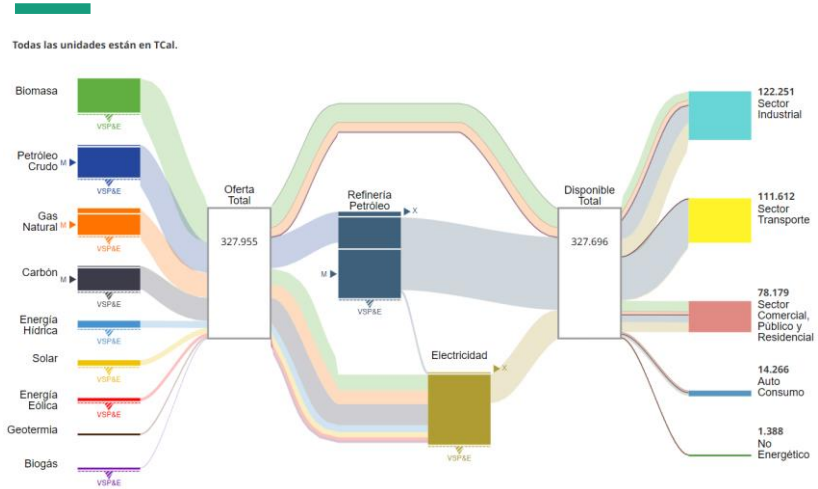 Todas las unidades están en TCal.
Biomasa
VSP&E
Petróleo
Crudo
M
VSP&E
Gas
Natural
M
VSP&E
Carbón
M
VSP&E
Energía
Hídrica
VSP&E
Solar
VSP&E
Energía
Eólica
VSP&E
Geotermia
Biogás
VSP&E
Oferta
Total
327.955
Refinería
Petróleo
X
M
VSP&E
Electricidad
X
VSP&E
Disponible
Total
327.696
122.251
Sector
Industrial
111.612
Sector
Transporte
78.179
Sector
Comercial,
Público y
Residencial
14.266
Auto
Consumo
1.388
No
Energético